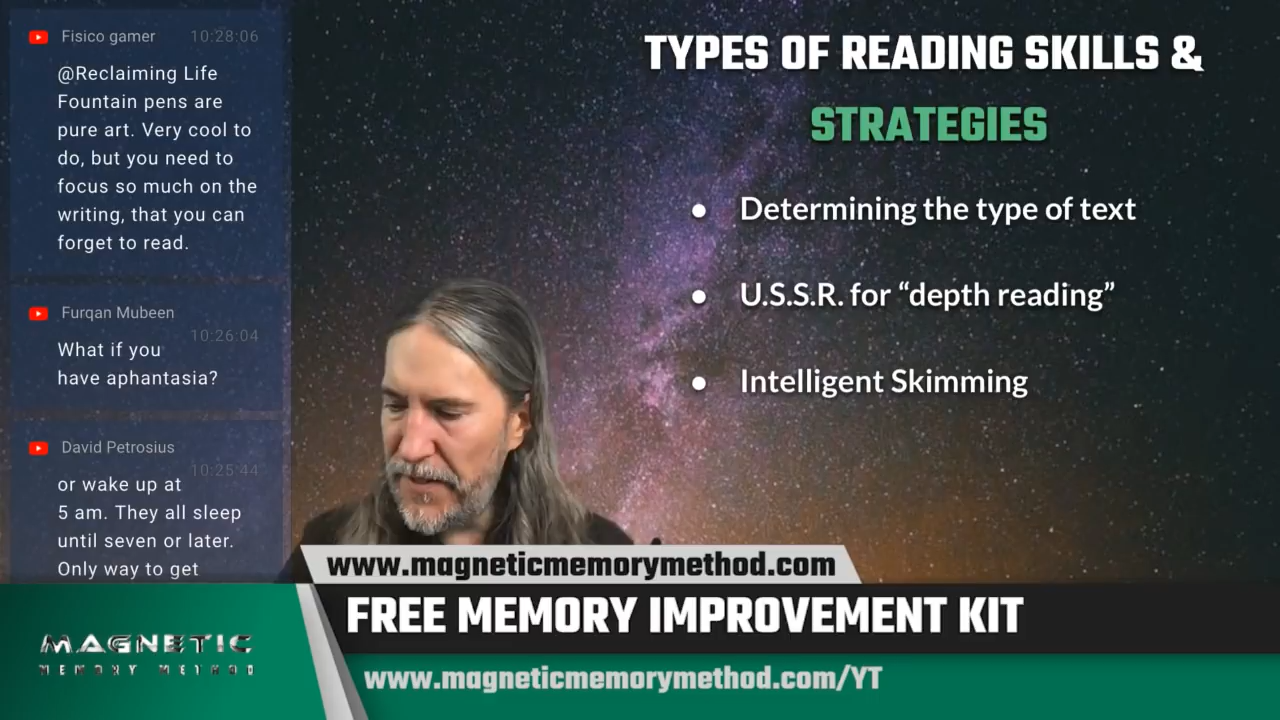 Fisico gamer 10:28:06
@Reclaiming Life
Fountain pens are
pure art. Very cool to
do, but you need to
focus so much on the
writing, that you can
forget to read.
Furqan Mubeen
10:26:04
What if you
have aphantasia?
David Petrosius
10:25:44
or wake up at
5 am. They all sleep
until seven or later.
Only way to get
TYPES OF READING SKILLS &
STRATEGIES
● Determining the type of text
● U.S.S.R. for “depth reading”
● Intelligent Skimming
www.magneticmemorymethod.com
FREE MEMORY IMPROVEMENT KIT
www.magneticmemorymethod.com/YT
MAGNETIC
MEMORY METHOD